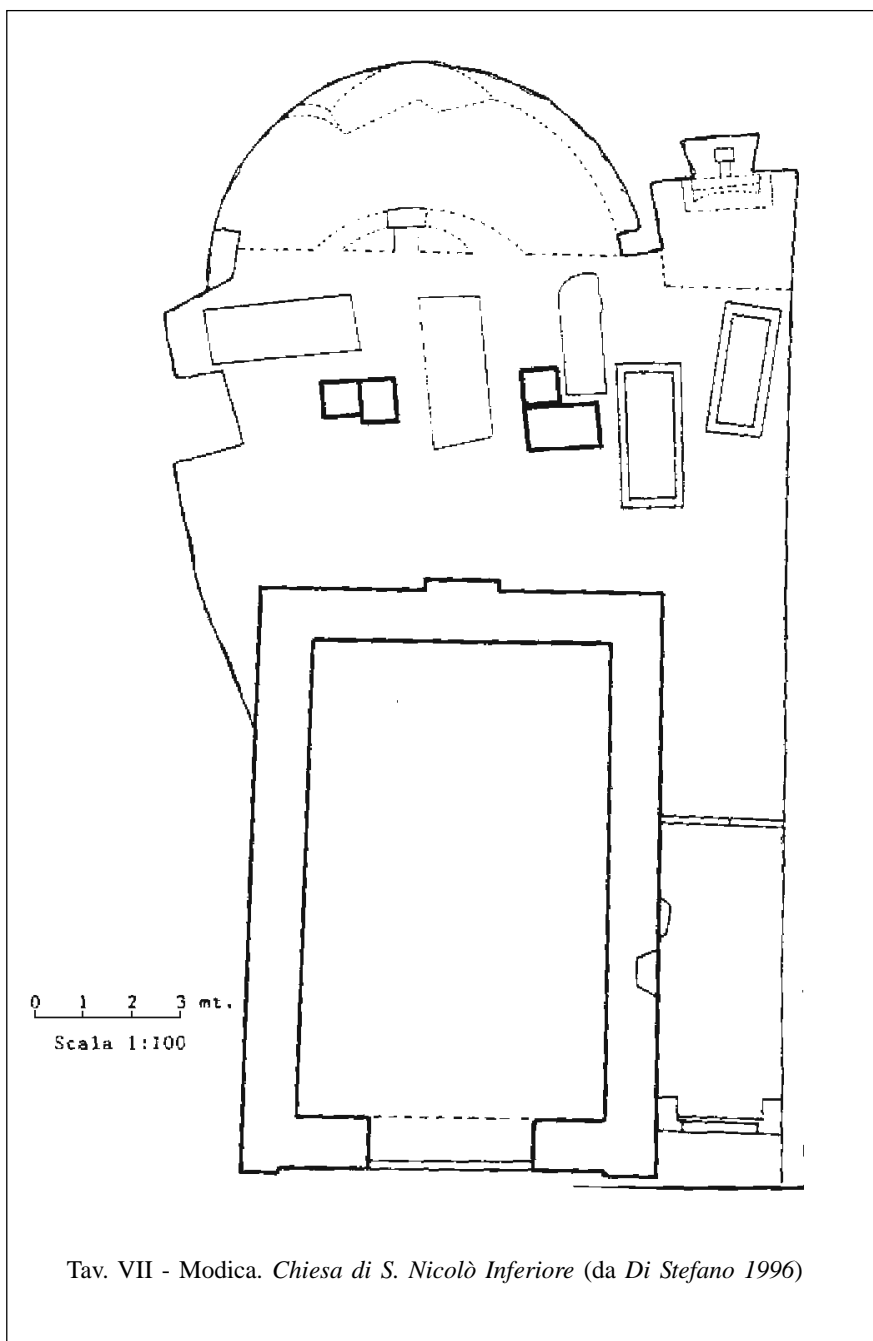 0 1 2 3 mt.
Scala 1:100
Tav. VII - Modica. Chiesa di S. Nicolò Inferiore (da Di Stefano 1996)